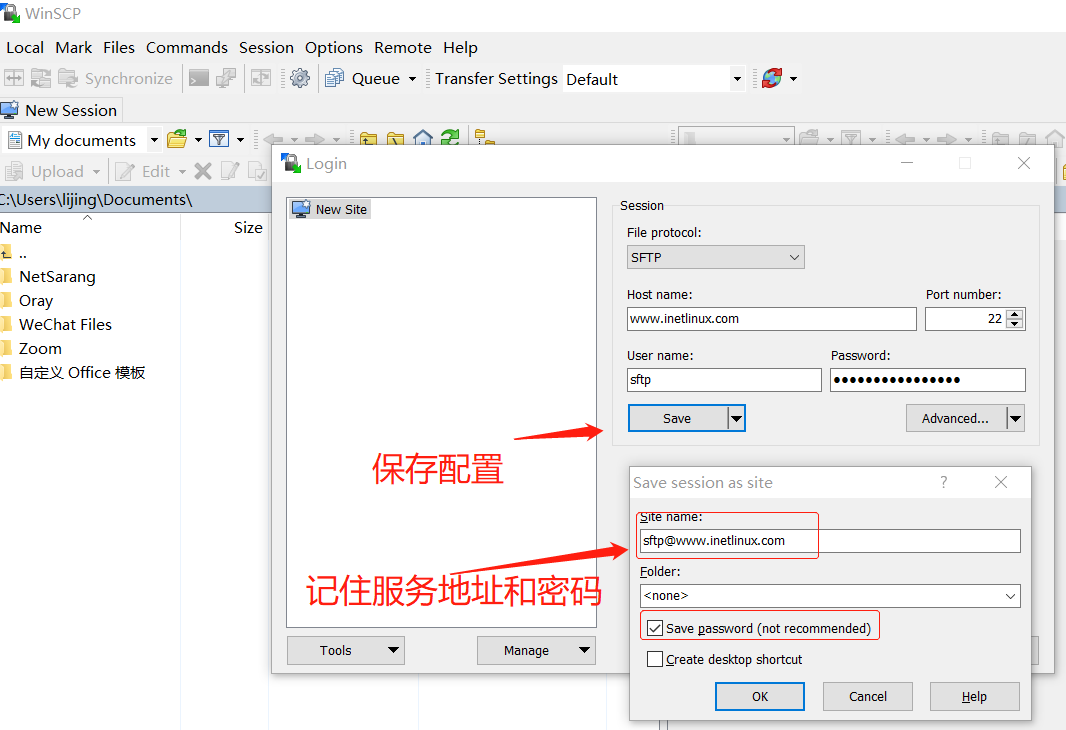 WinSCP
Local Mark Files Commands Session Options Remote Help
Synchronize Queue Transfer Settings Default
New Session
My documents
Upload Edit
C:\Users\lijing\Documents\
Name Size
..
NetSarang
Oray
WeChat Files
Zoom
自定义 Office 模板
Login
New Site
Session
File protocol:
SFTP
Host name: Port number:
www.inetlinux.com 22
User name: Password:
sftp ●●●●●●●●●●●●●●●●
Save Advanced...
保存配置
记住服务地址和密码
Tools Manage
Save session as site ?
Site name:
sftp@www.inetlinux.com
Folder:
<none>
Save password (not recommended)
Create desktop shortcut
OK Cancel Help